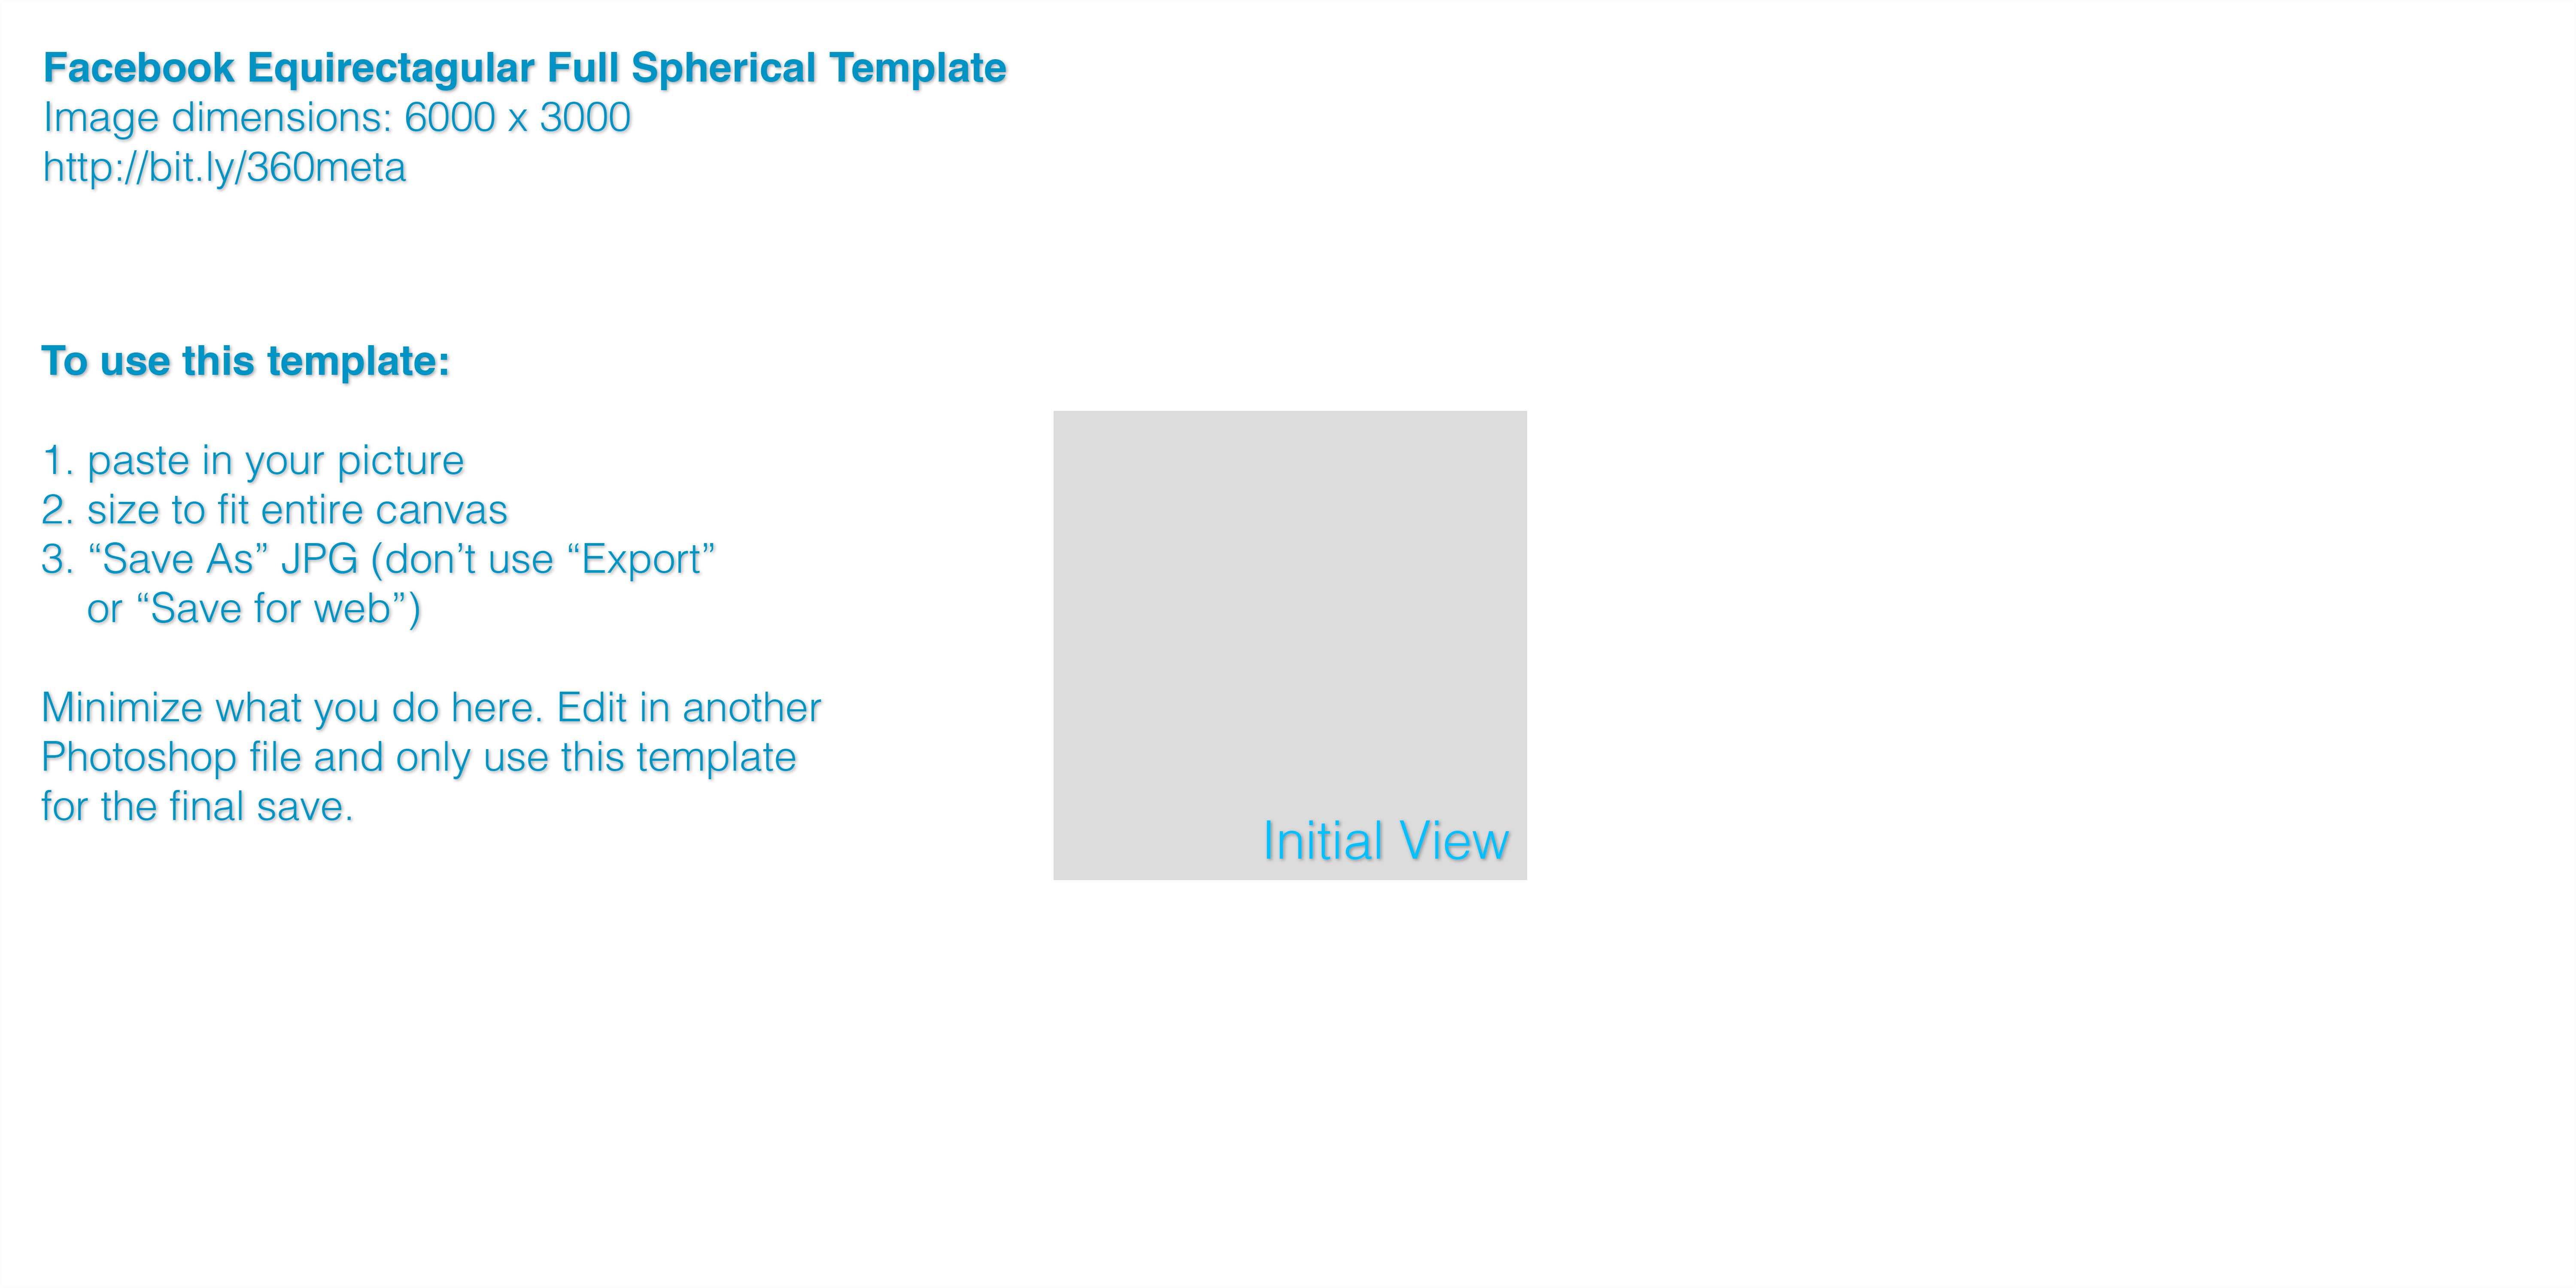 Facebook Equirectagular Full Spherical Template
Image dimensions: 6000 x 3000
http://bit.ly/360meta
To use this template:
1. paste in your picture
2. size to fit entire canvas
3. “Save As” JPG (don’t use “Export”
or “Save for web”)
Minimize what you do here. Edit in another
Photoshop file and only use this template
for the final save.
Initial View